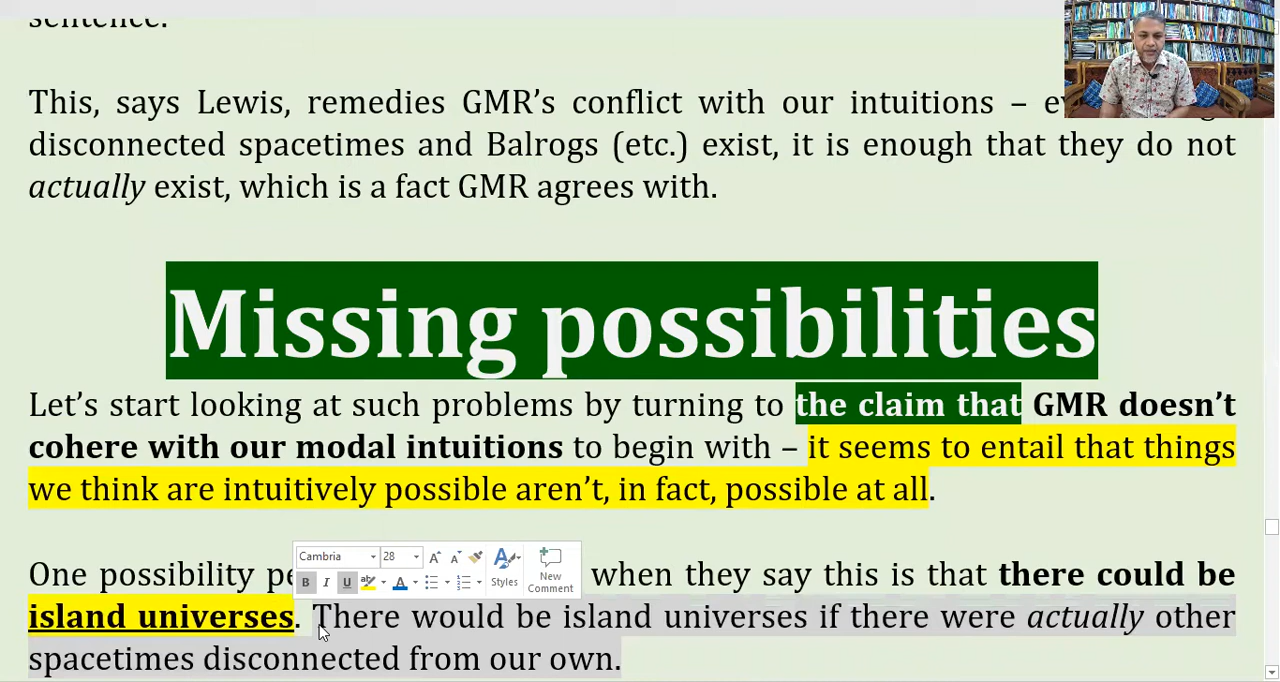 sentence.
This, says Lewis, remedies GMR's conflict with our intuitions –
disconnected spacetimes and Balrogs (etc.) exist, it is enough that they do not
actually exist, which is a fact GMR agrees with.
Missing possibilities
Let's start looking at such problems by turning to the claim that GMR doesn't
cohere with our modal intuitions to begin with – it seems to entail that things
we think are intuitively possible aren't, in fact, possible at all.
Cambria 28
Styles New Comment
One possibility when they say this is that there could be
island universes. There would be island universes if there were actually other
spacetimes disconnected from our own.